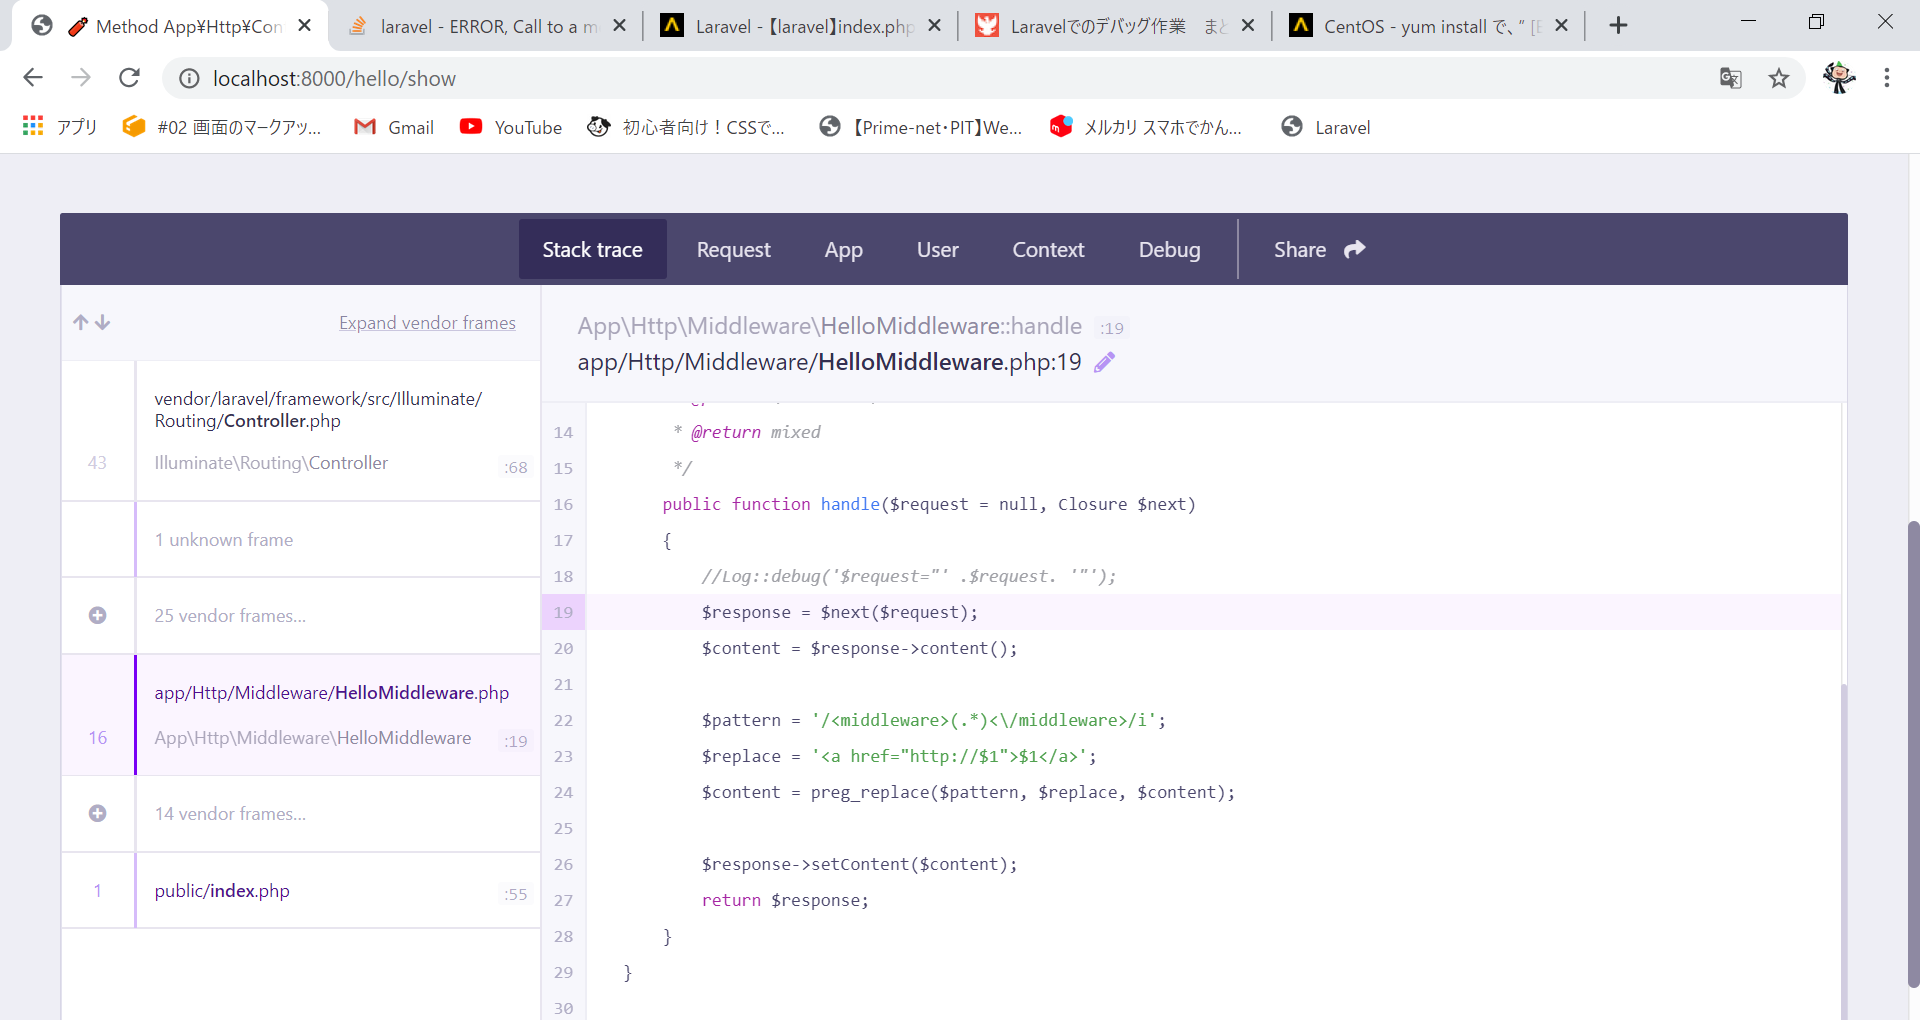 Method App¥Http¥Con
laravel - ERROR, Call to a m
Laravel - 【laravel】index.php
Laravelでのデバッグ作業 まと
CentOS - yum install で、" [E
localhost:8000/hello/show
アプリ
#02 画面のマークアッ...
Gmail
YouTube
初心者向け！CSSで...
【Prime-net・PIT】We...
メルカリ スマホでかん...
Laravel
Stack trace
Request
App
User
Context
Debug
Share
Expand vendor frames
vendor/laravel/framework/src/Illuminate/
Routing/Controller.php
43
Illuminate\Routing\Controller
:68
1 unknown frame
25 vendor frames...
app/Http/Middleware/HelloMiddleware.php
16
App\Http\Middleware\HelloMiddleware
:19
14 vendor frames...
1
public/index.php
:55
App\Http\Middleware\HelloMiddleware::handle :19
app/Http/Middleware/HelloMiddleware.php:19
14 * @return mixed
15 */
16 public function handle($request = null, Closure $next)
17 {
18 //Log::debug('$request="' .$request. '"');
19 $response = $next($request);
20 $content = $response->content();
21
22 $pattern = '/<middleware>(.*)<\/middleware>/i';
23 $replace = '<a href="http://$1">$1</a>';
24 $content = preg_replace($pattern, $replace, $content);
25
26 $response->setContent($content);
27 return $response;
28 }
29 }
30